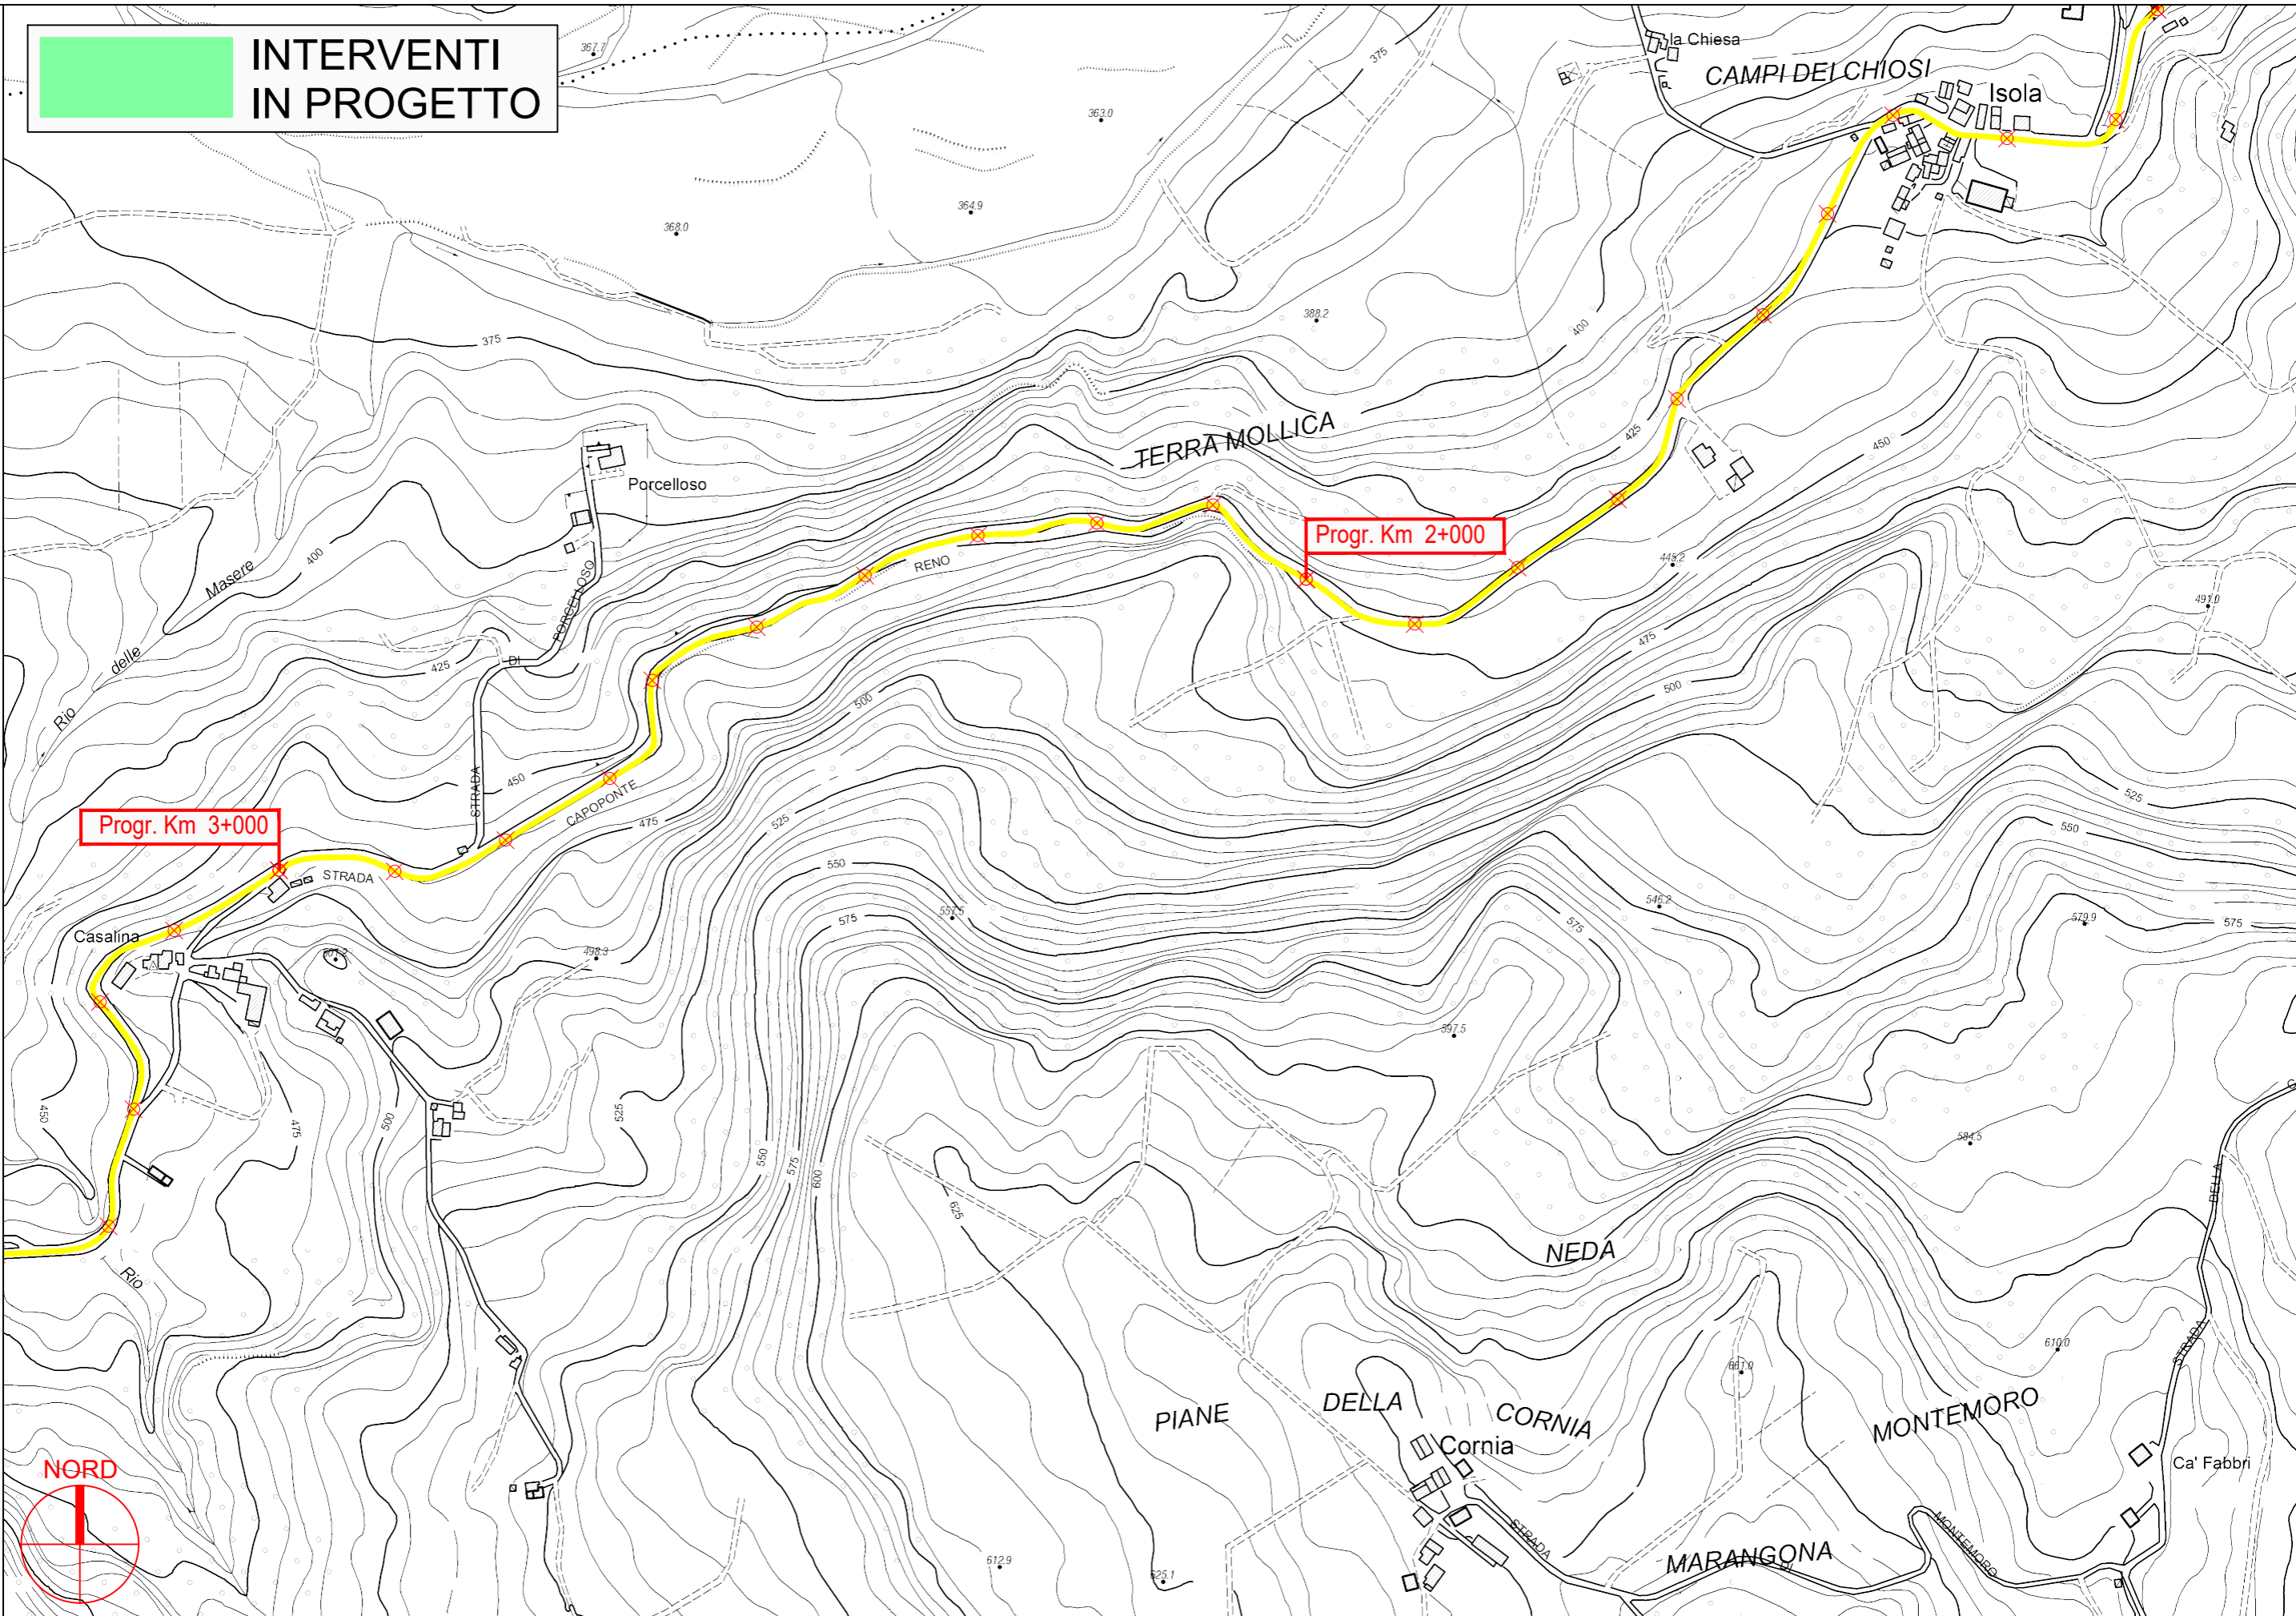 INTERVENTI
IN PROGETTO
367.7
375
la Chiesa
CAMPI DEI CHIOSI
Isola
363.0
364.9
368.0
388.2
400
375
TERRA MOLLICA
425
450
Porcelloso
Progr. Km 2+000
RENO
445.2
491.0
Masere
400
delle
Rio
425
STRADA
DI
PORCELLOSO
475
500
500
450
CAPOPONTE
475
525
525
550
Progr. Km 3+000
STRADA
550
575
557.5
546.2
575
579.9
575
Casalina
501.2
498.3
597.5
450
475
500
525
550
575
600
584.5
625
DELLA
NEDA
Rio
STRADA
610.0
661.0
PIANE
DELLA
CORNIA
MONTEMORO
Cornia
Ca' Fabbri
NORD
612.9
625.1
STRADA
MARANGONA
DI
MONTEMORO